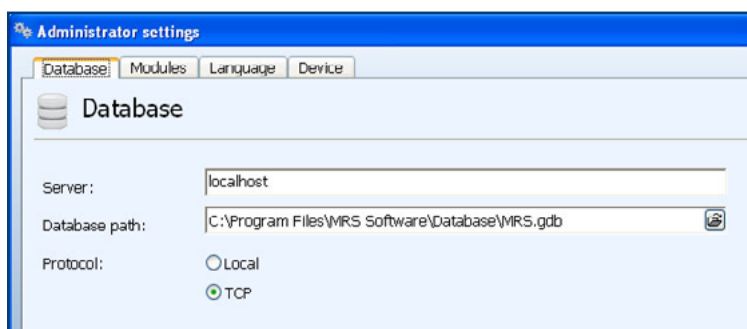 Administrator settings
Database Modules Language Device
Database
Server: localhost
Database path: C:\Program Files\MRS Software\Database\MRS.gdb
Protocol: Local
TCP